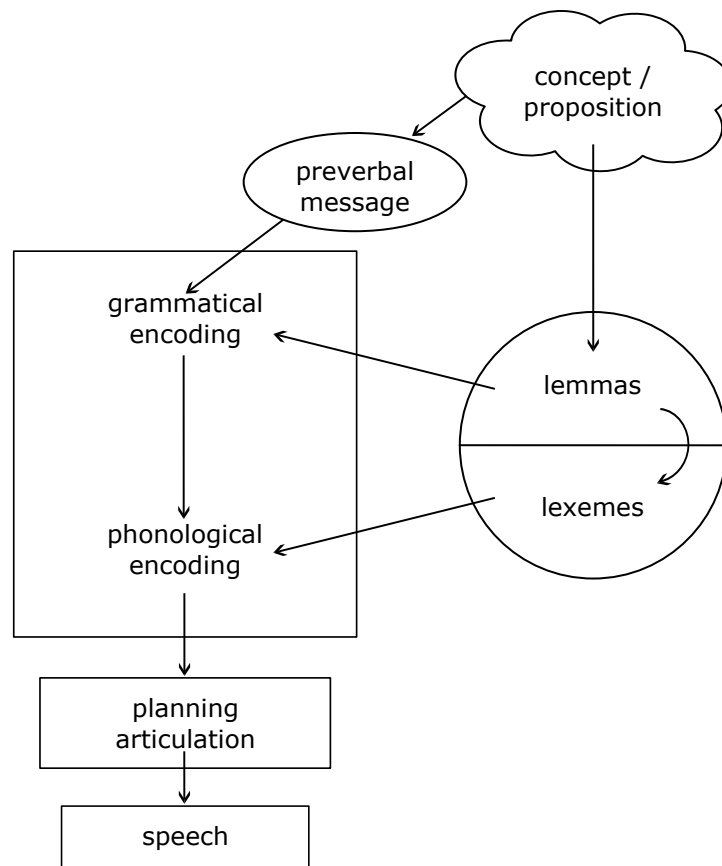 concept /
proposition
preverbal
message
grammatical
encoding
lemmas
lexemes
phonological
encoding
planning
articulation
speech